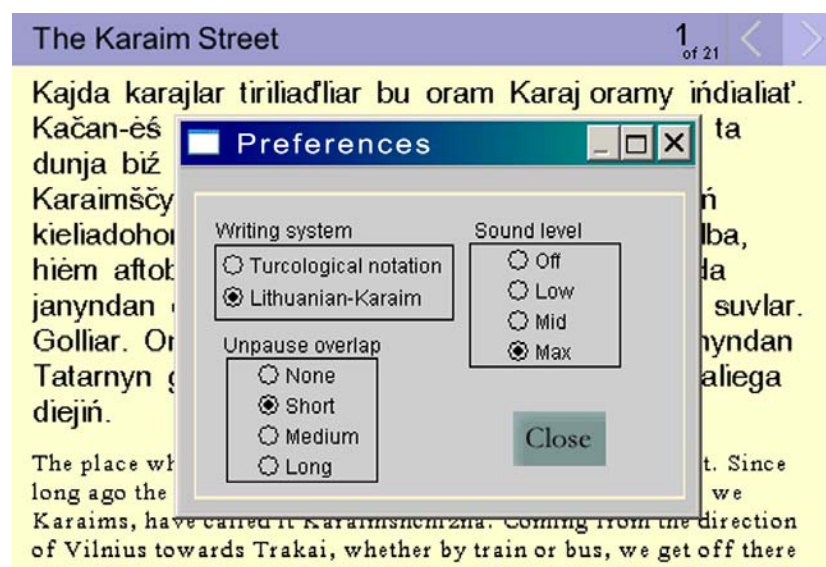 The Karaim Street
1
of 21
Kajda karajlar tiriliaďliar bu oram Karaj oramy ińdialiat'.
Kačan-ėś
ta
dunja biź
Karaimščy
ń
kieliadohor
lba,
hiėm aftob
da
janyndan
suvlar.
Golliar. Or
nyndan
Tatarnyn g
aliega
diejiń.
Preferences
Writing system
Turcological notation
Lithuanian-Karaim
Sound level
Off
Low
Mid
Max
Unpause overlap
None
Short
Medium
Long
Close
The place wh
t. Since
long ago the
we
Karaims, have called it Karaimshchizna. Coming from the direction
of Vilnius towards Trakai, whether by train or bus, we get off there